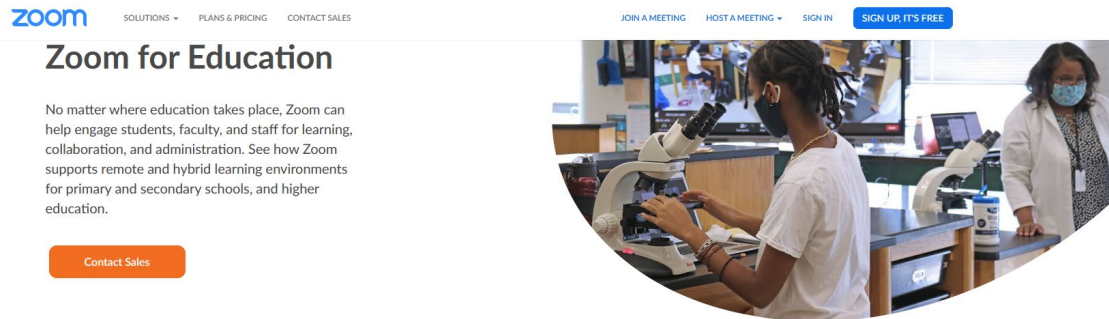 zoom
SOLUTIONS
PLANS & PRICING
CONTACT SALES
JOIN A MEETING
HOST A MEETING
SIGN IN
SIGN UP, IT'S FREE
Zoom for Education
No matter where education takes place, Zoom can
help engage students, faculty, and staff for learning,
collaboration, and administration. See how Zoom
supports remote and hybrid learning environments
for primary and secondary schools, and higher
education.
Contact Sales